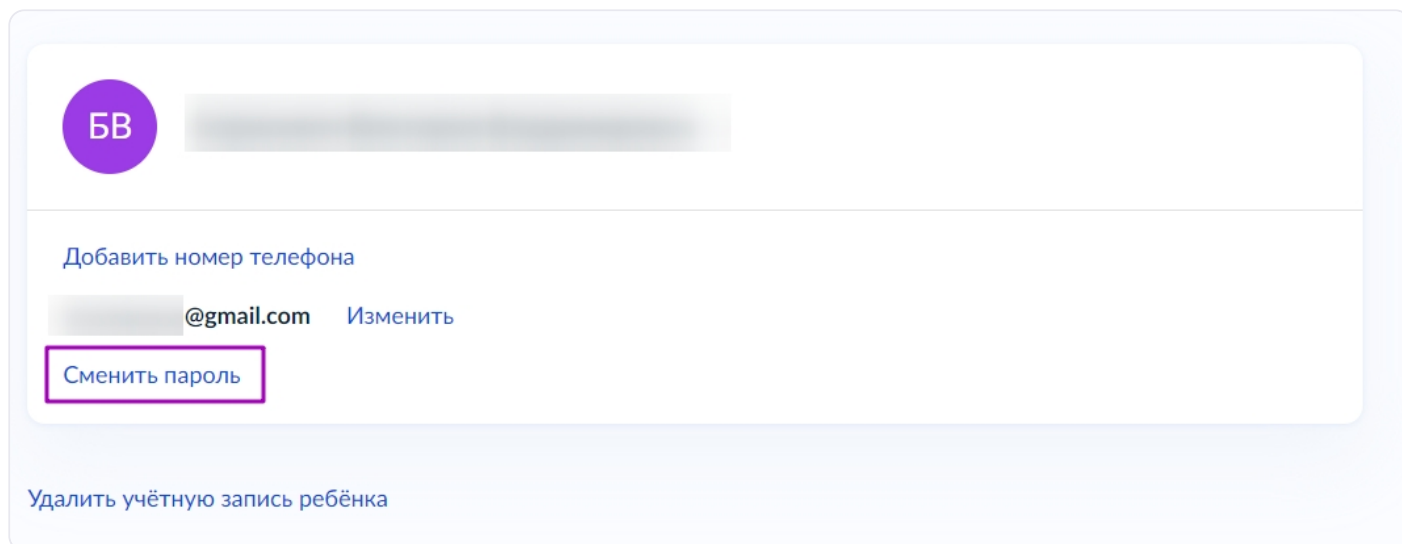 БВ
Добавить номер телефона
@gmail.com Изменить
Сменить пароль
Удалить учётную запись ребёнка